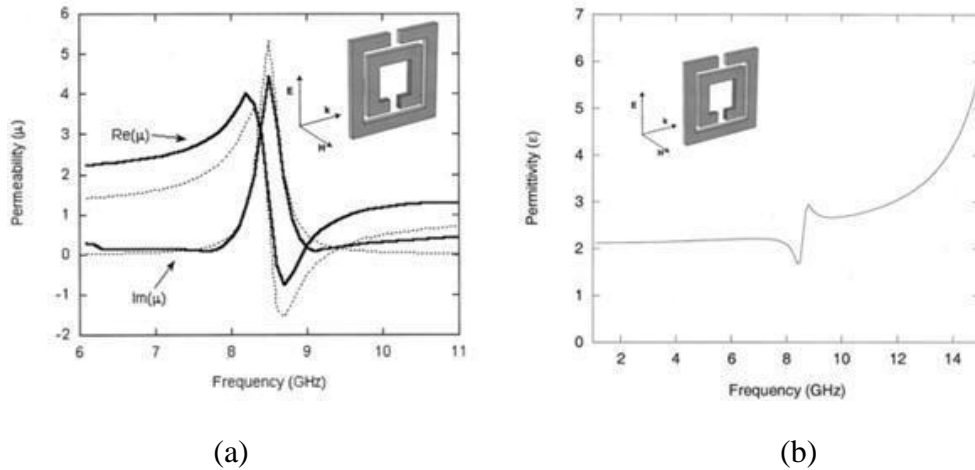 6
5
4
3
2
1
0
-1
-2
Permeability (μ)
Re(μ)
Im(μ)
E
k
H
6 7 8 9 10 11
Frequency (GHz)
(a)
7
6
5
4
3
2
1
0
Permittivity (ε)
E
k
H
2 4 6 8 10 12 14
Frequency (GHz)
(b)